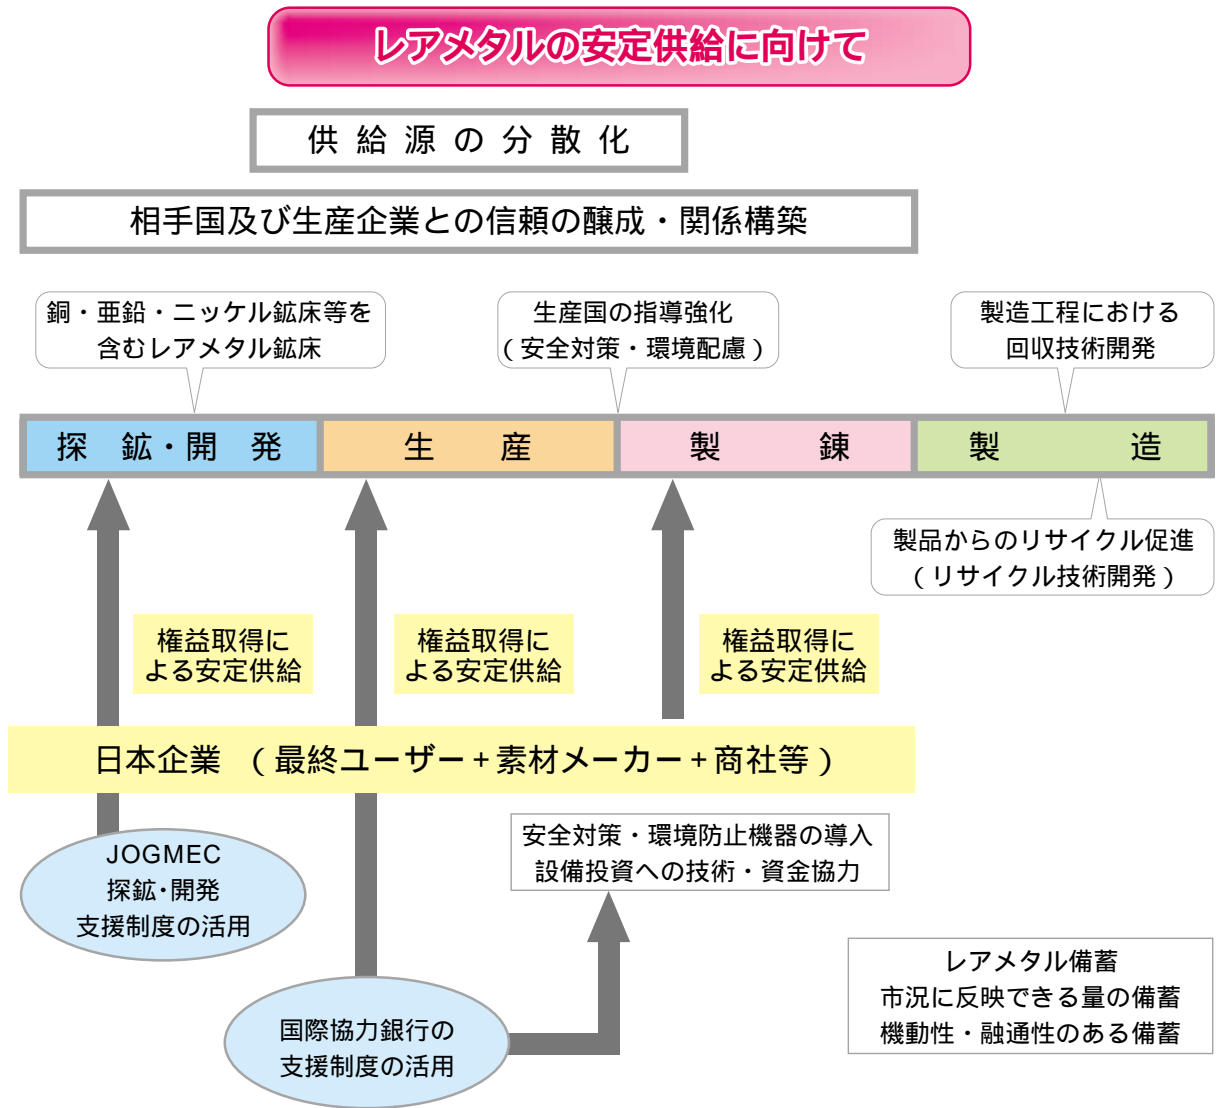 レアメタルの安定供給に向けて
供給源の分散化
相手国及び生産企業との信頼の醸成・関係構築
銅・亜鉛・ニッケル鉱床等を
含むレアメタル鉱床
生産国の指導強化
(安全対策・環境配慮)
製造工程における
回収技術開発
探鉱・開発
生産
製錬
製造
製品からのリサイクル促進
(リサイクル技術開発)
権益取得に
よる安定供給
権益取得に
よる安定供給
権益取得に
よる安定供給
日本企業 (最終ユーザー+素材メーカー+商社等)
JOGMEC
探鉱・開発
支援制度の活用
安全対策・環境防止機器の導入
設備投資への技術・資金協力
国際協力銀行の
支援制度の活用
レアメタル備蓄
市況に反映できる量の備蓄
機動性・融通性のある備蓄